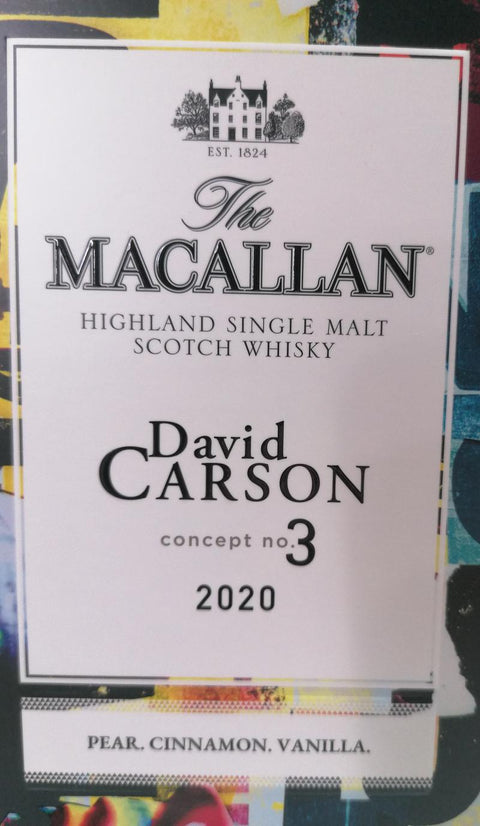 EST. 1824
The
MACALLAN®
HIGHLAND SINGLE MALT
SCOTCH WHISKY
David
CARSON
concept no.3
2020
PEAR. CINNAMON. VANILLA.